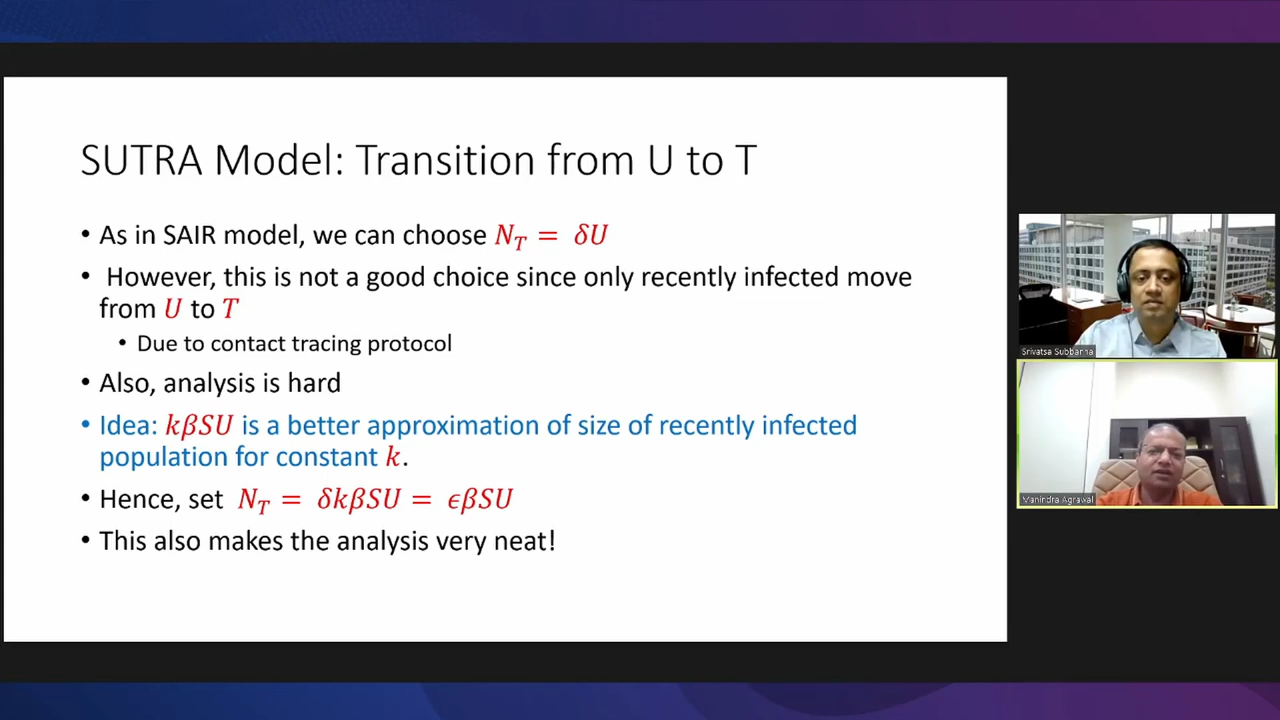 SUTRA Model: Transition from U to T
• As in SAIR model, we can choose N_T = δU
• However, this is not a good choice since only recently infected move
from U to T
• Due to contact tracing protocol
• Also, analysis is hard
• Idea: kβSU is a better approximation of size of recently infected
population for constant k.
• Hence, set N_T = δkβSU = ϵβSU
• This also makes the analysis very neat!
Srivatsa Subbanna
Manindra Agrawal